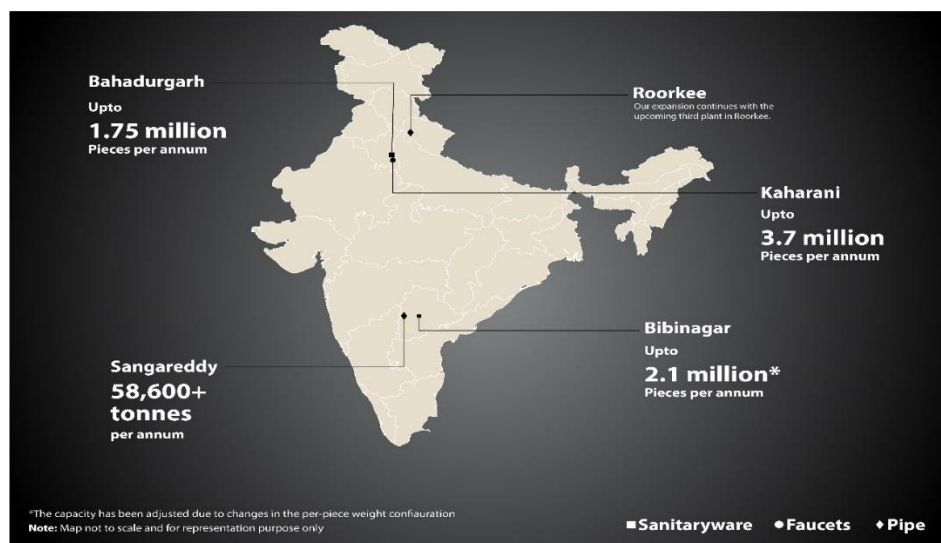 Bahadurgarh
Upto
1.75 million
Pieces per annum
Roorkee
Our expansion continues with the
upcoming third plant in Roorkee.
Kaharani
Upto
3.7 million
Pieces per annum
Bibinagar
Upto
2.1 million*
Pieces per annum
Sangareddy
58,600+
tonnes
per annum
*The capacity has been adjusted due to changes in the per-piece weight confiauration
Note: Map not to scale and for representation purpose only
Sanitaryware Faucets Pipe